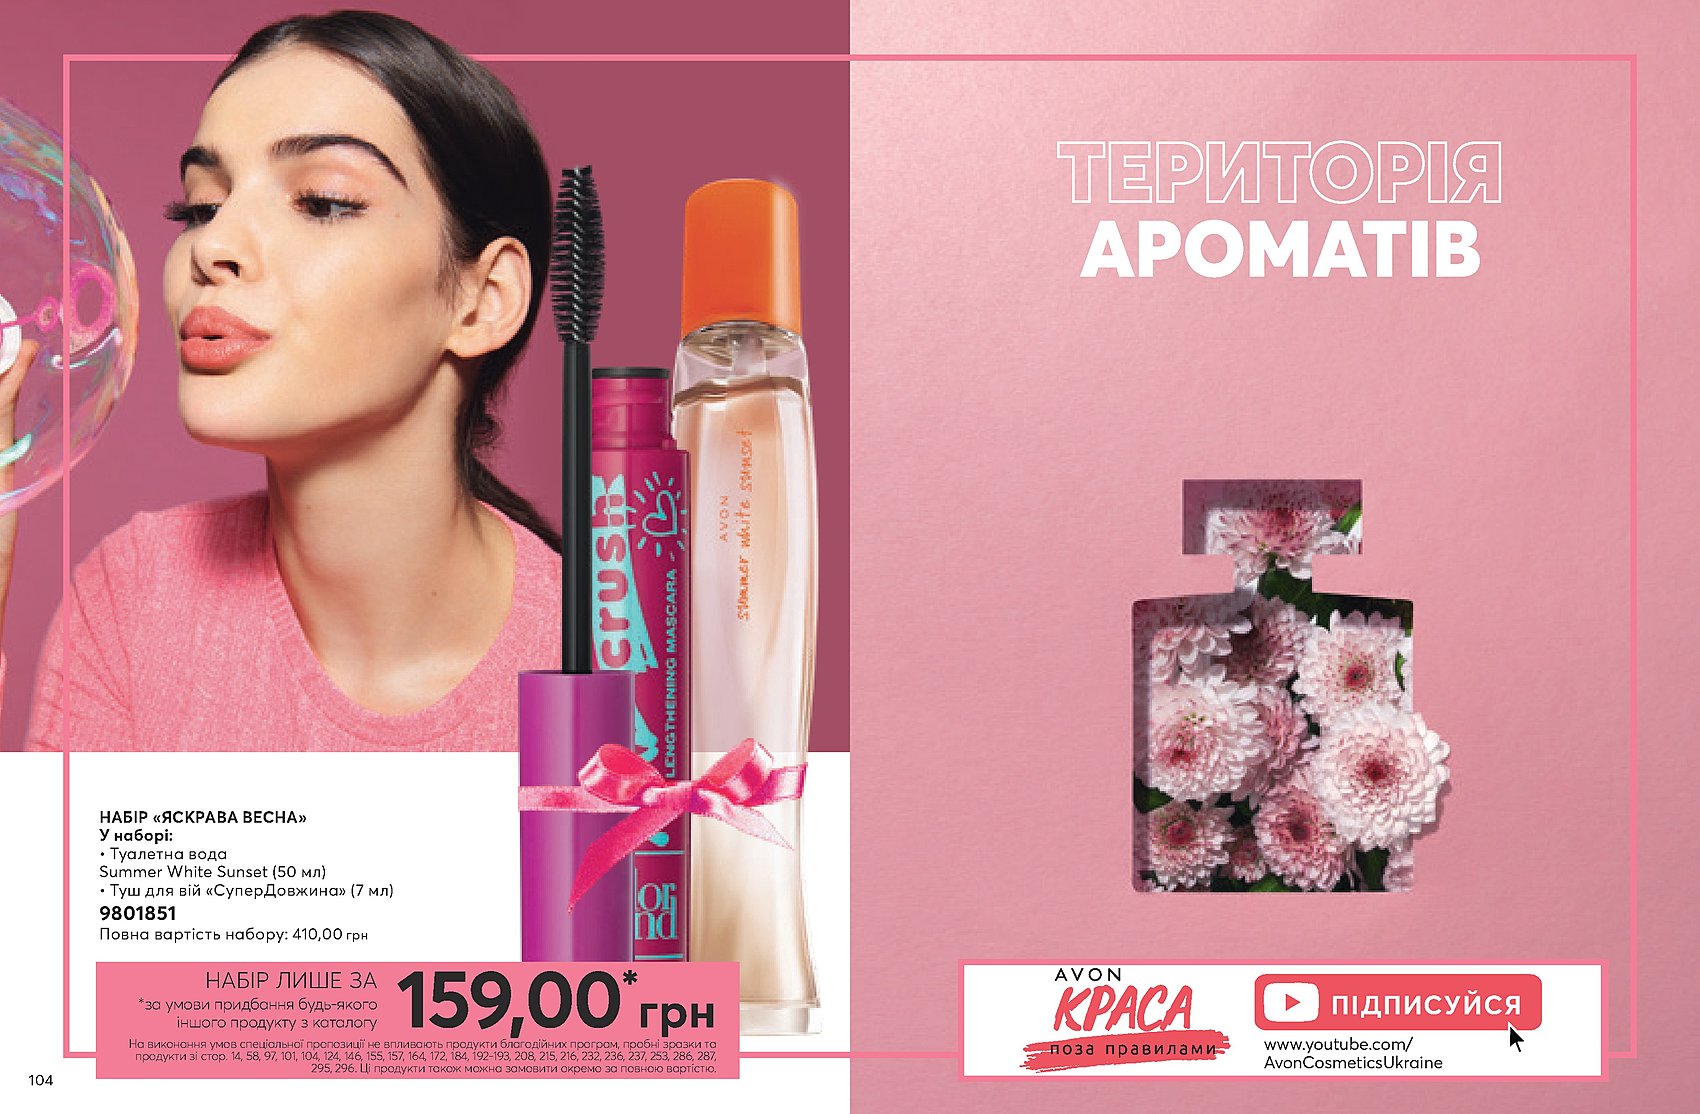 НАБІР «ЯСКРАВА ВЕСНА»
У наборі:
• Туалетна вода
Summer White Sunset (50 мл)
• Туш для вій «СуперДовжина» (7 мл)
9801851
Повна вартість набору: 410,00 грн
НАБІР ЛИШЕ ЗА
159,00* грн
*за умови придбання будь-якого
іншого продукту з каталогу
На виконання умов спеціальної пропозиції не впливають продукти благодійних програм, пробні зразки та
продукти зі стор. 14, 58, 97, 101, 104, 124, 146, 155, 157, 164, 172, 184, 192-193, 208, 215, 216, 232, 236, 237, 253, 286, 287,
295, 296. Ці продукти також можна замовити окремо за повною вартістю.
104
crush
LENGTHENING MASCARA
AVON
summer white sunset
ТЕРИТОРІЯ
АРОМАТІВ
AVON
КРАСА
поза правилами
ПІДПИСУЙСЯ
www.youtube.com/
AvonCosmeticsUkraine